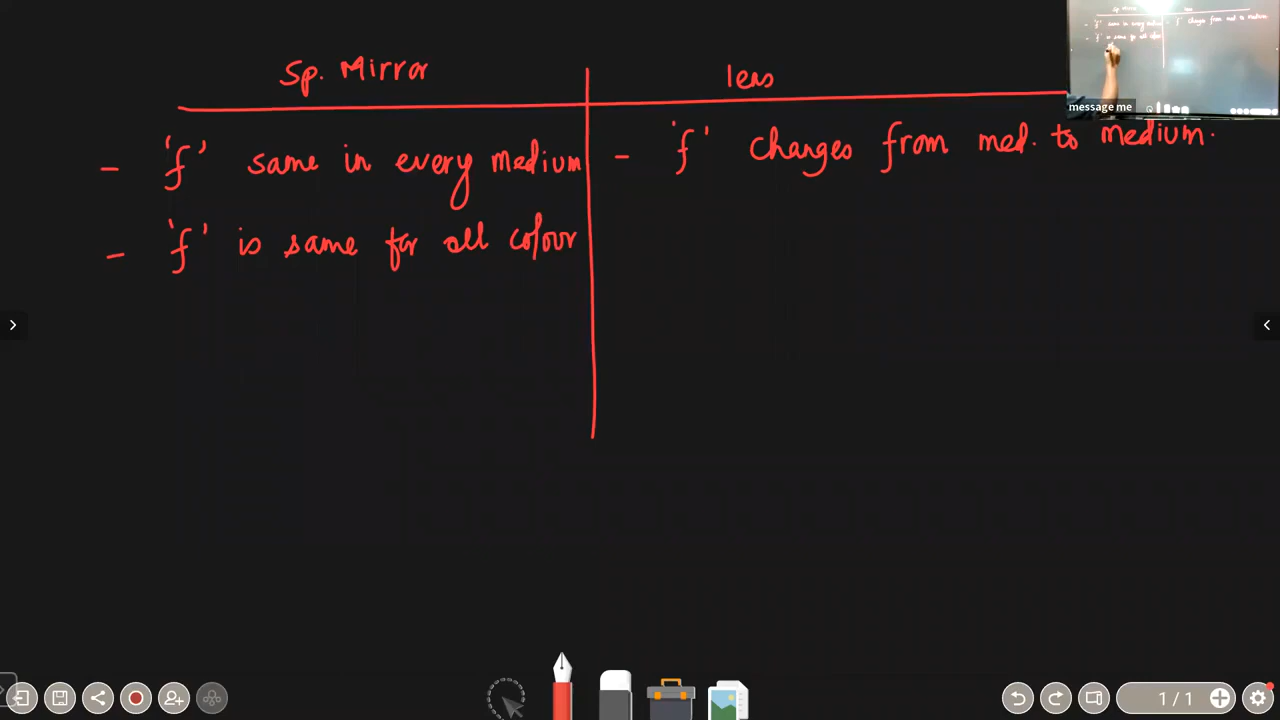 Sp. Mirror
lens
- 'f' same in every medium
- 'f' changes from med. to medium.
- 'f' is same for all colour
message me
1/1